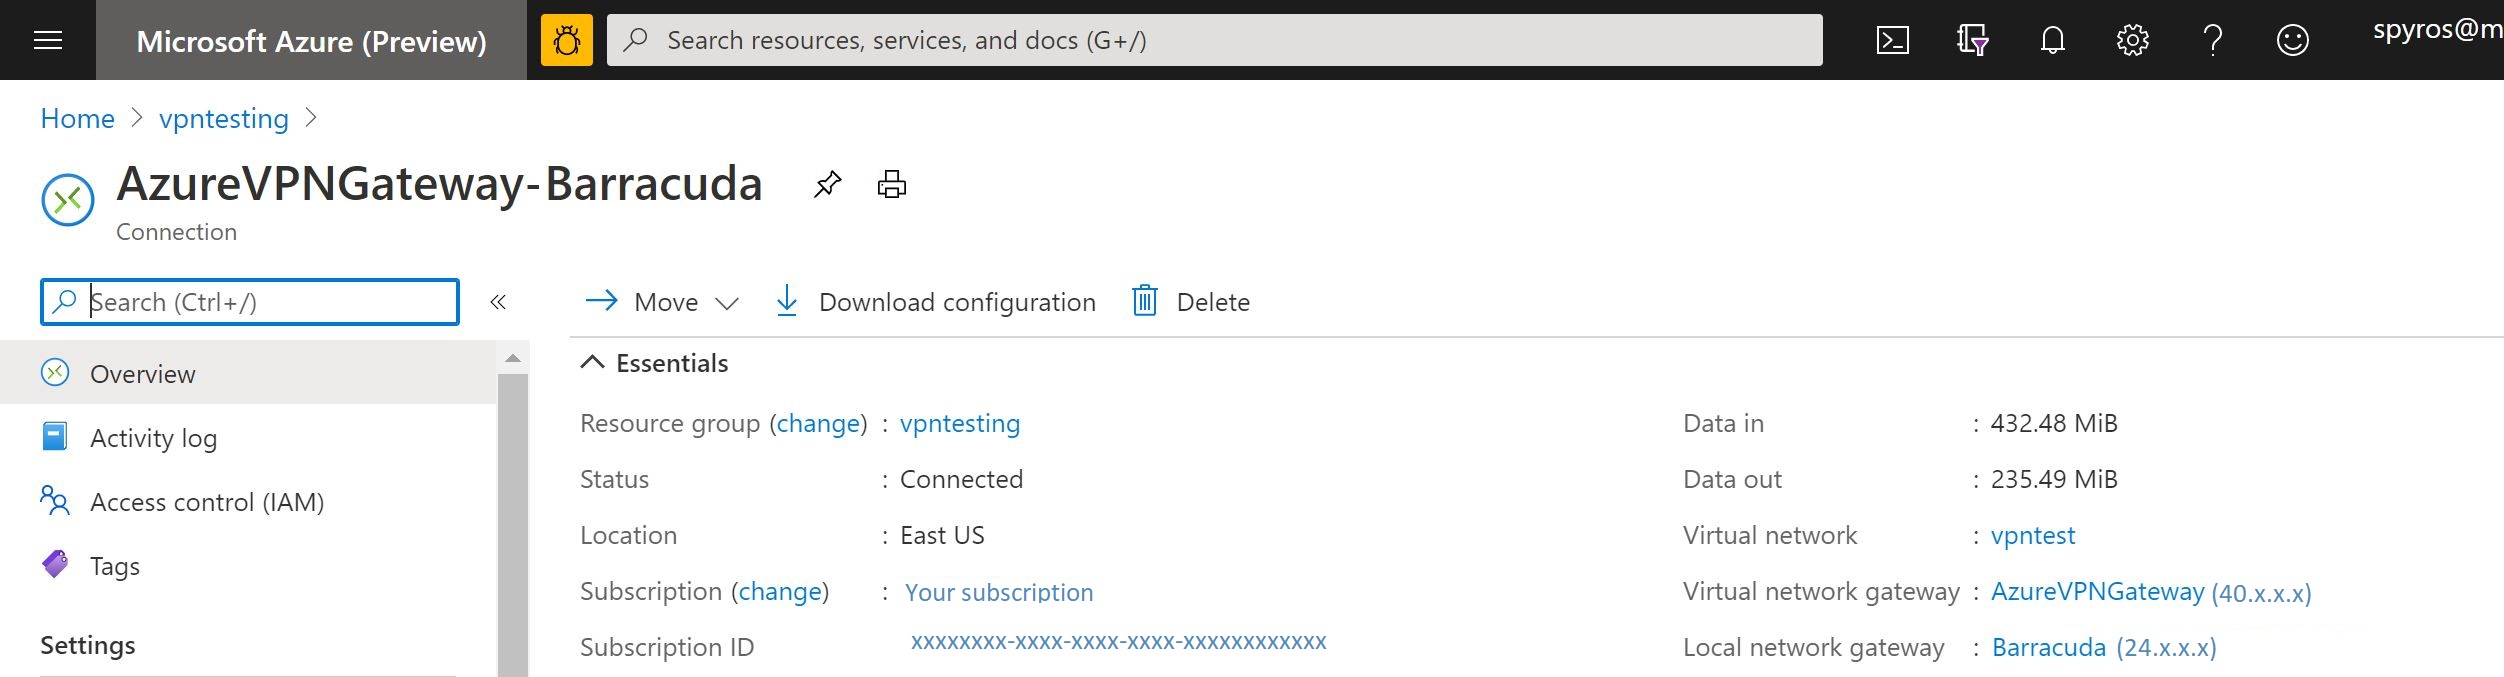 Microsoft Azure (Preview)
Search resources, services, and docs (G+/)
spyros@m
Home > vpntesting >
AzureVPNGateway-Barracuda
Connection
Search (Ctrl+/)
«
Move
Download configuration
Delete
Overview
Activity log
Access control (IAM)
Tags
Settings
Essentials
Resource group (change) : vpntesting
Status : Connected
Location : East US
Subscription (change) : Your subscription
Subscription ID xxxxxxxx-xxxx-xxxx-xxxx-xxxxxxxxxxxx
Data in : 432.48 MiB
Data out : 235.49 MiB
Virtual network : vpntest
Virtual network gateway : AzureVPNGateway (40.x.x.x)
Local network gateway : Barracuda (24.x.x.x)